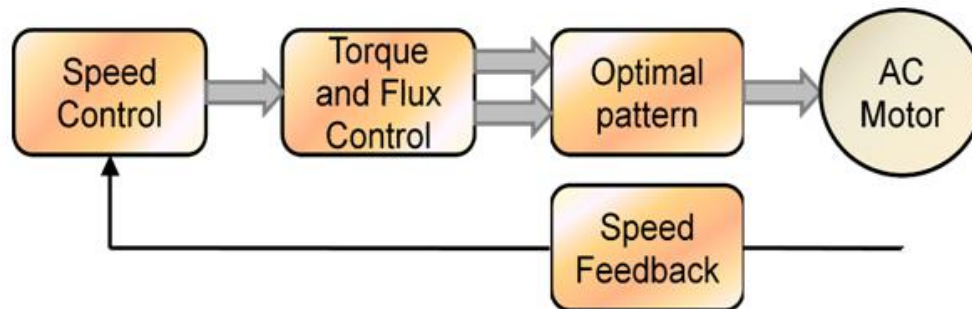 Speed
Control
Torque
and Flux
Control
Optimal
pattern
AC
Motor
Speed
Feedback